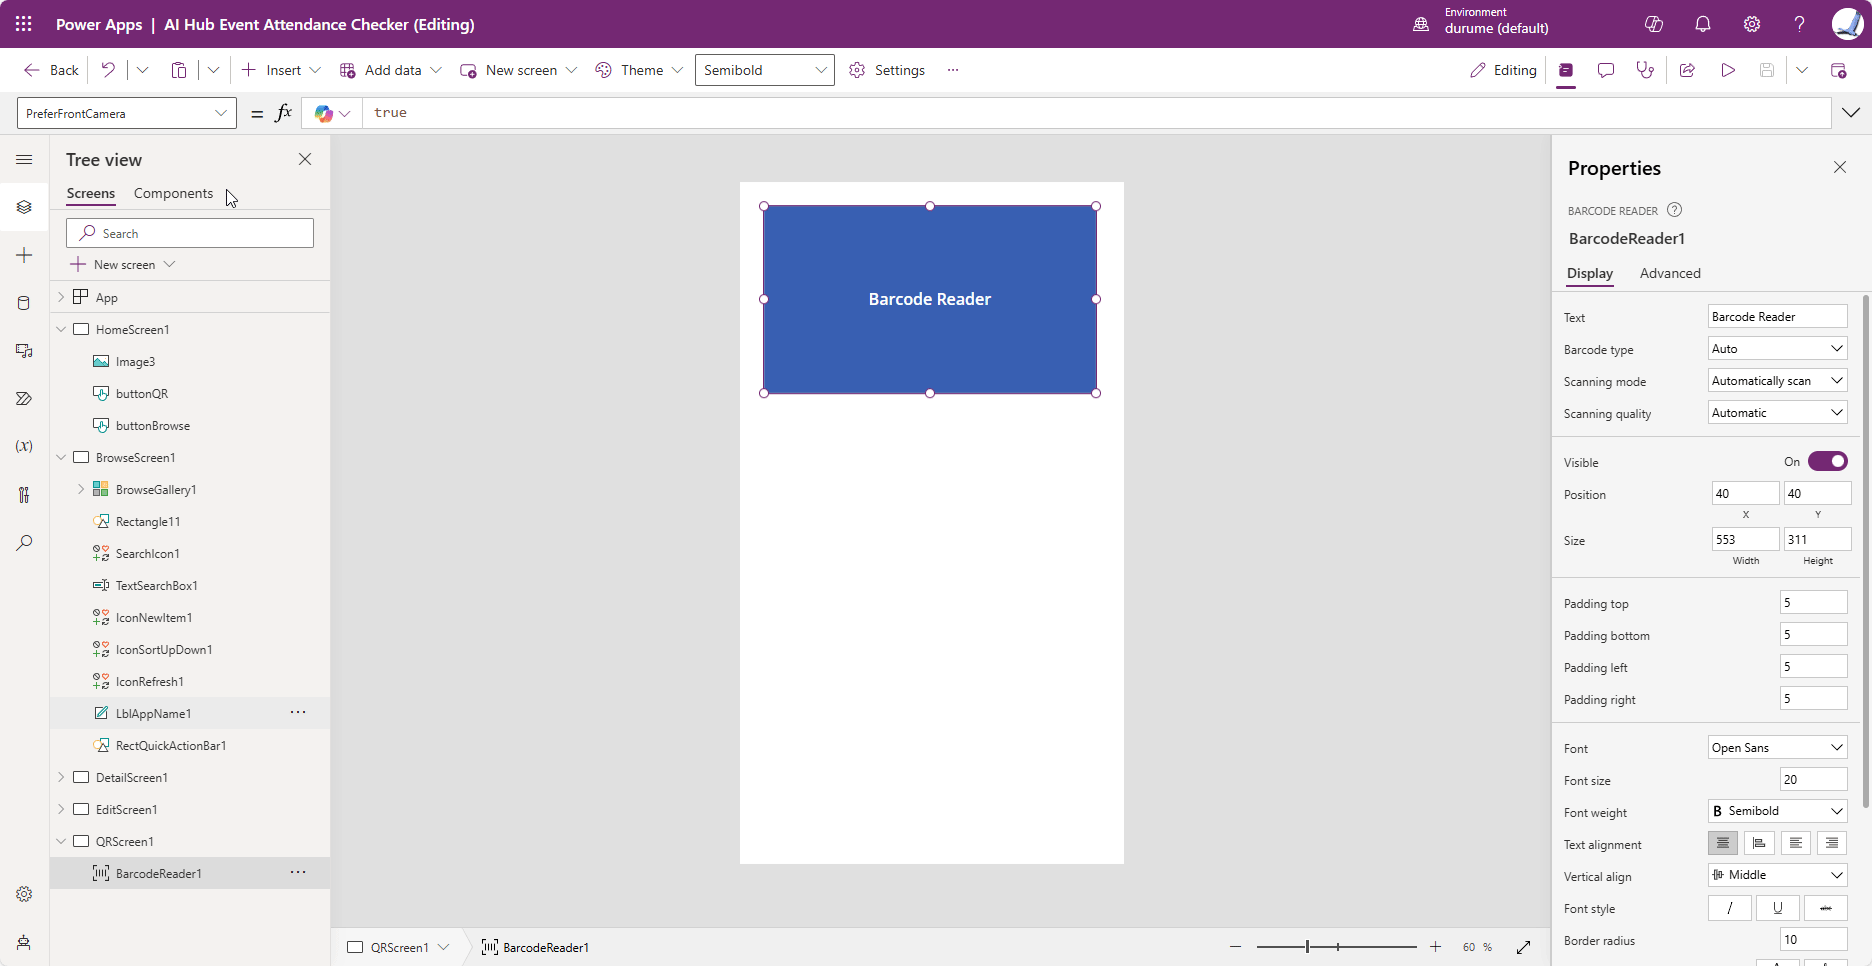 Power Apps | AI Hub Event Attendance Checker (Editing)
Environment
durume (default)
?
Back
Insert
Add data
New screen
Theme
Semibold
Settings
...
Editing
PreferFrontCamera
= fx
true
Tree view
Screens
Components
Search
New screen
App
HomeScreen1
Image3
buttonQR
buttonBrowse
BrowseScreen1
BrowseGallery1
Rectangle11
SearchIcon1
TextSearchBox1
IconNewItem1
IconSortUpDown1
IconRefresh1
LblAppName1 ...
RectQuickActionBar1
DetailScreen1
EditScreen1
QRScreen1
BarcodeReader1 ...
(x)
Barcode Reader
QRScreen1
BarcodeReader1
60 %
Properties
BARCODE READER ?
BarcodeReader1
Display
Advanced
Text Barcode Reader
Barcode type Auto
Scanning mode Automatically scan
Scanning quality Automatic
Visible On
Position 40 40
X Y
Size 553 311
Width Height
Padding top 5
Padding bottom 5
Padding left 5
Padding right 5
Font Open Sans
Font size 20
Font weight B Semibold
Text alignment
Vertical align Middle
Font style / U abc
Border radius 10